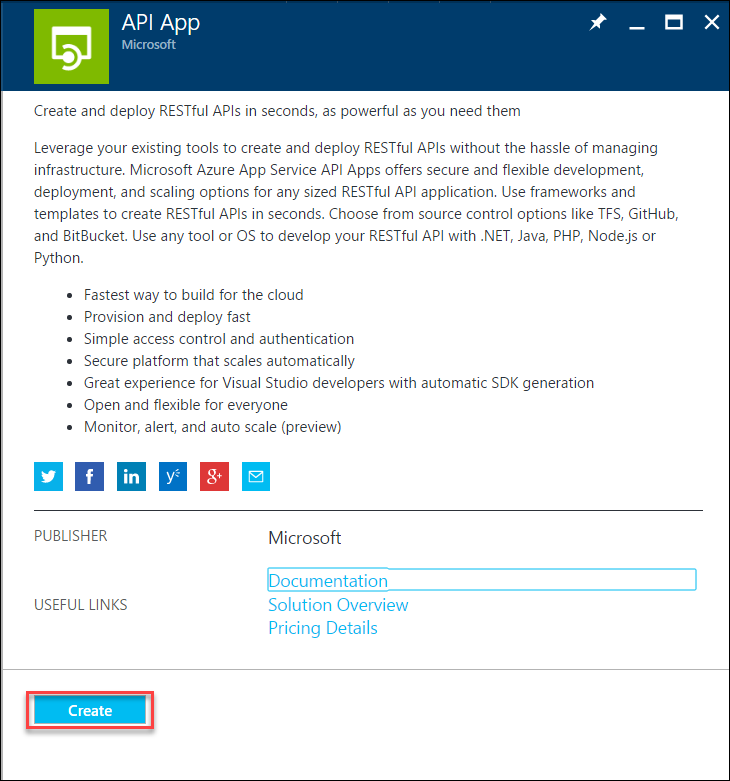 API App
Microsoft
Create and deploy RESTful APIs in seconds, as powerful as you need them
Leverage your existing tools to create and deploy RESTful APIs without the hassle of managing
infrastructure. Microsoft Azure App Service API Apps offers secure and flexible development,
deployment, and scaling options for any sized RESTful API application. Use frameworks and
templates to create RESTful APIs in seconds. Choose from source control options like TFS, GitHub,
and BitBucket. Use any tool or OS to develop your RESTful API with .NET, Java, PHP, Node.js or
Python.
• Fastest way to build for the cloud
• Provision and deploy fast
• Simple access control and authentication
• Secure platform that scales automatically
• Great experience for Visual Studio developers with automatic SDK generation
• Open and flexible for everyone
• Monitor, alert, and auto scale (preview)
f in y g+
PUBLISHER Microsoft
Documentation
USEFUL LINKS Solution Overview
Pricing Details
Create